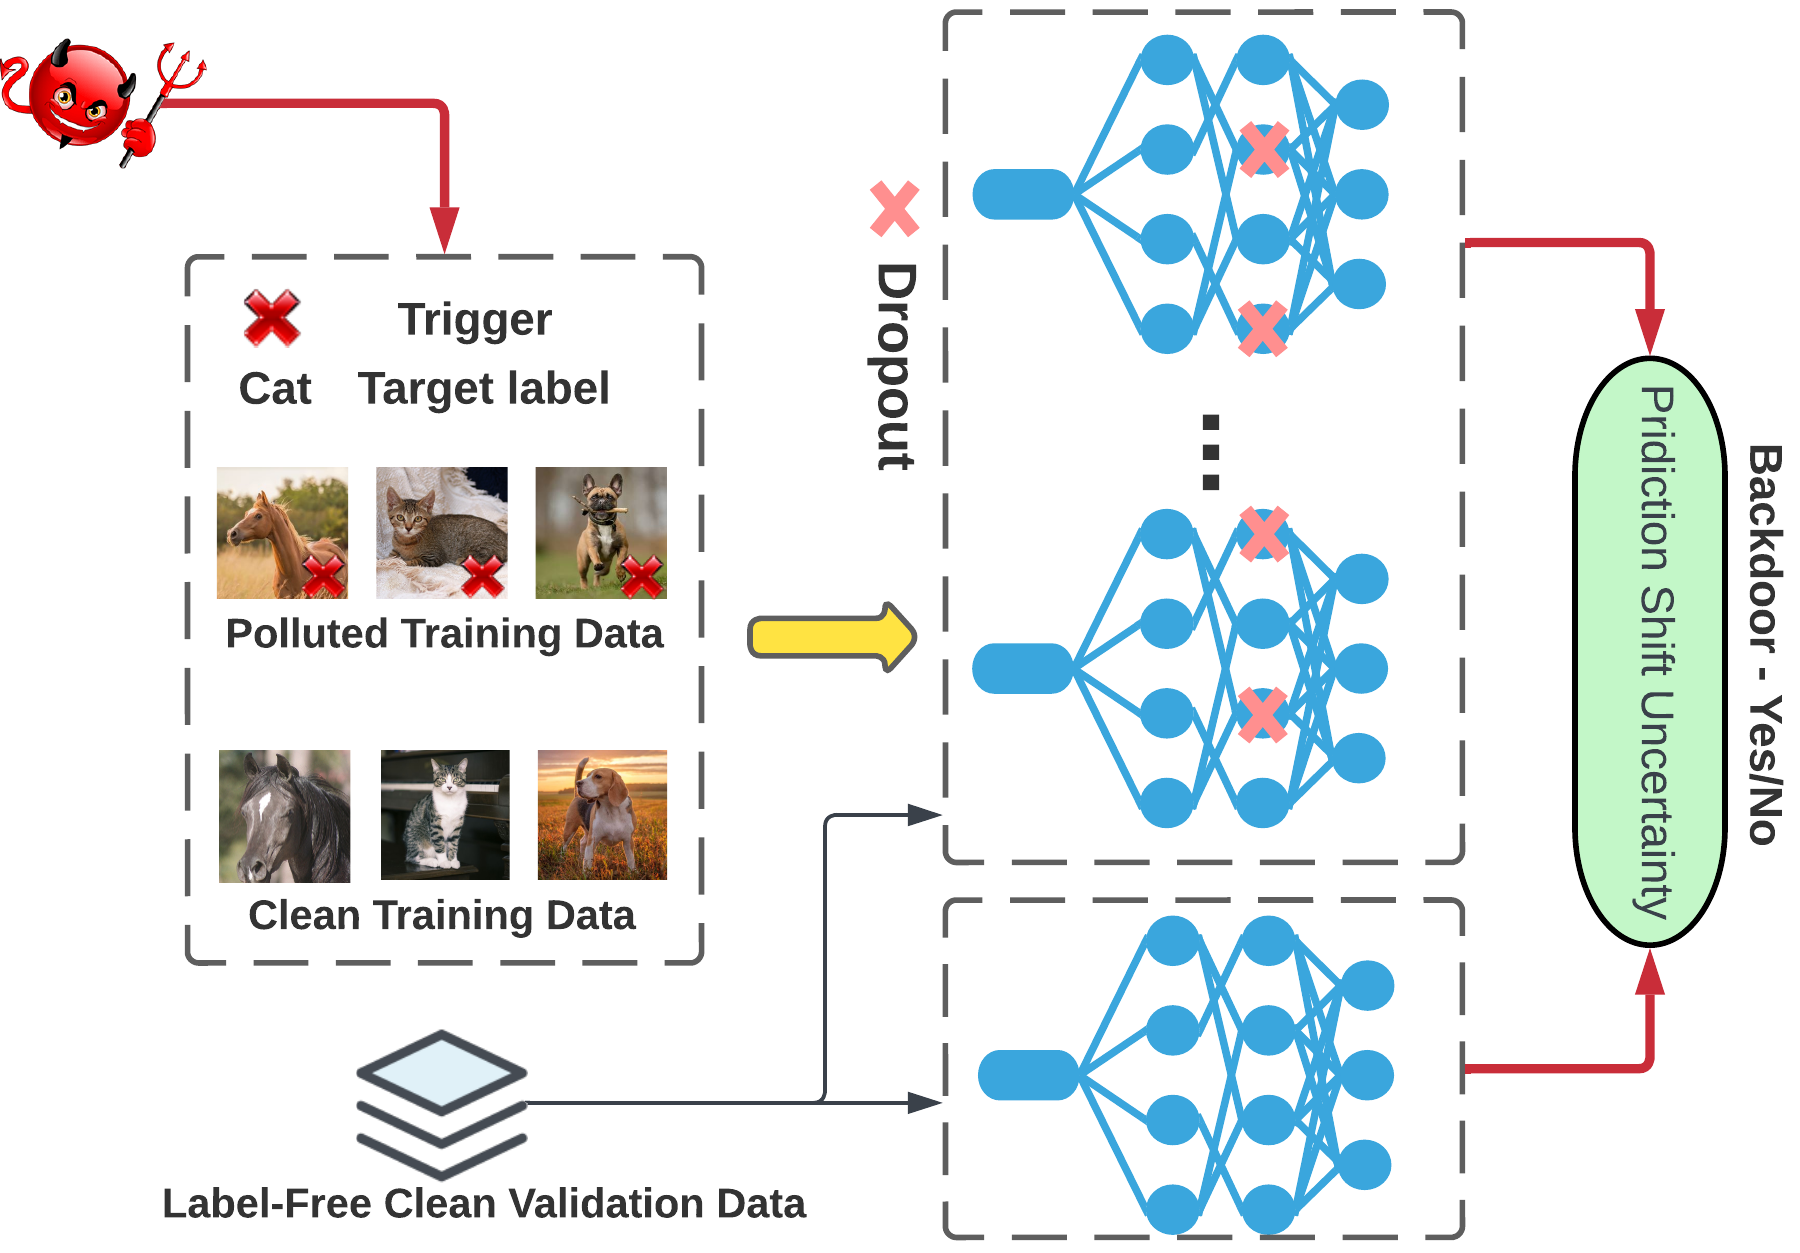 Trigger
Cat Target label
Polluted Training Data
Clean Training Data
Label-Free Clean Validation Data
Dropout
Pridiction Shift Uncertainty
Backdoor - Yes/No